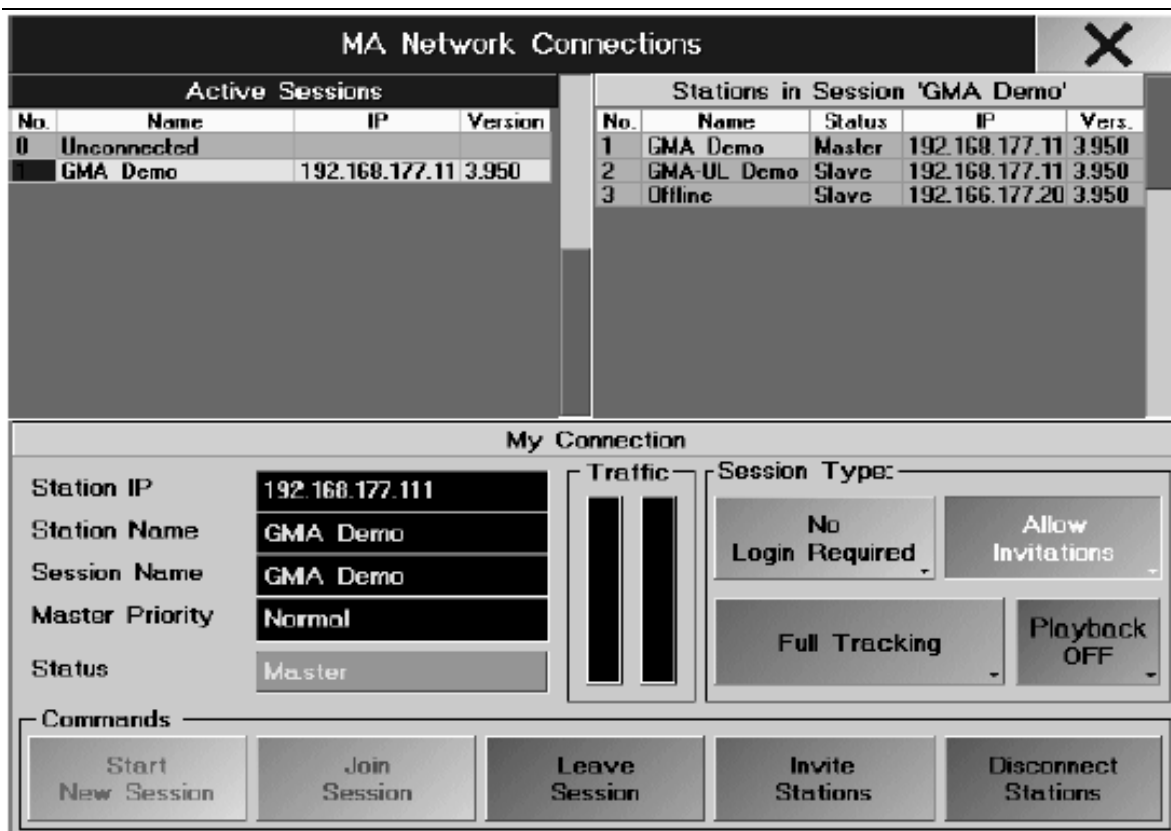 MA Network Connections
Active Sessions
No. Name IP Version
0 Unconnected
1 GMA Demo 192.168.177.11 3.950
Stations in Session 'GMA Demo'
No. Name Status IP Vers.
1 GMA Demo Master 192.168.177.11 3.950
2 GMA-UL Demo Slave 192.168.177.11 3.950
3 Offline Slave 192.166.177.20 3.950
My Connection
Station IP 192.168.177.111
Station Name GMA Demo
Session Name GMA Demo
Master Priority Normal
Status Master
Traffic
Session Type:
No
Login Required
Allow
Invitations
Full Tracking
Playback
OFF
Commands
Start
New Session
Join
Session
Leave
Session
Invite
Stations
Disconnect
Stations